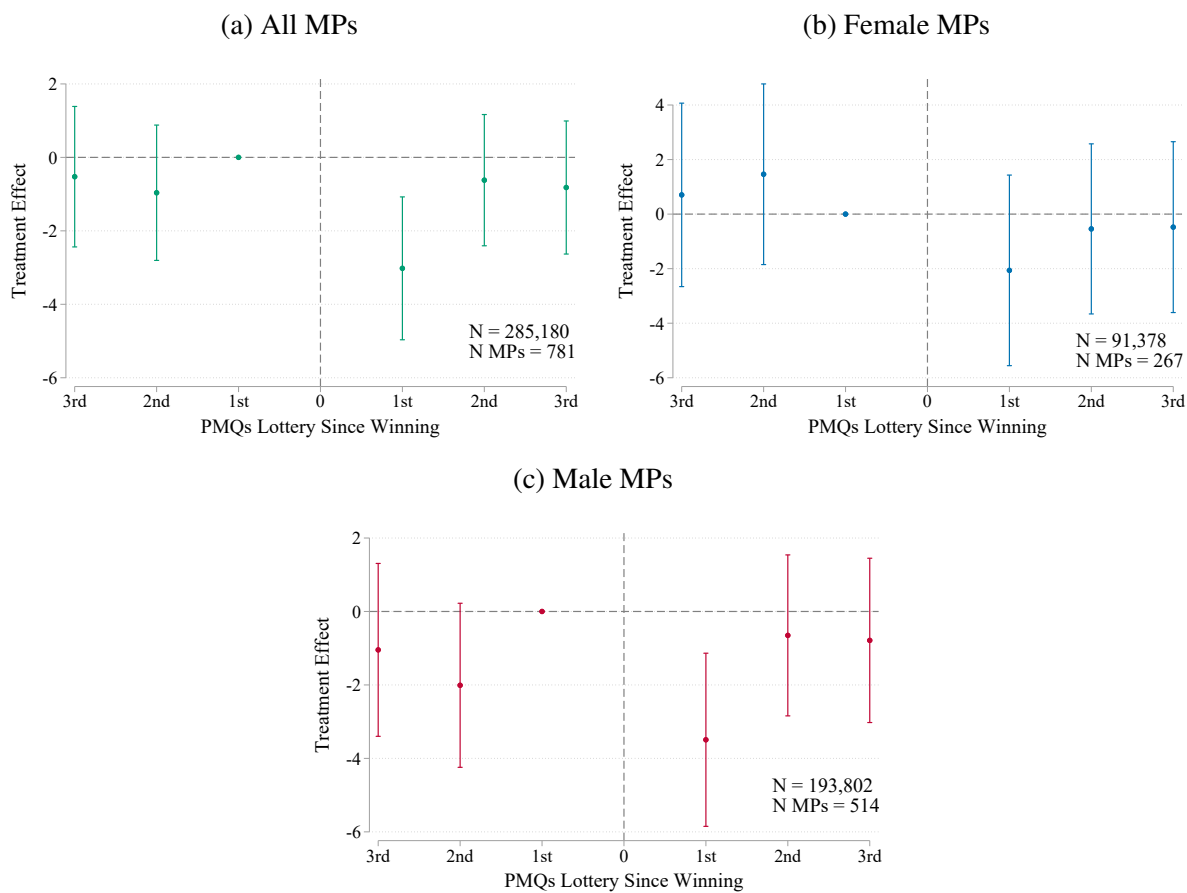 (a) All MPs
2
0
-2
-4
-6
Treatment Effect
N = 285,180
N MPs = 781
3rd 2nd 1st 0 1st 2nd 3rd
PMQs Lottery Since Winning
(b) Female MPs
4
2
0
-2
-4
-6
Treatment Effect
N = 91,378
N MPs = 267
3rd 2nd 1st 0 1st 2nd 3rd
PMQs Lottery Since Winning
(c) Male MPs
2
0
-2
-4
-6
Treatment Effect
N = 193,802
N MPs = 514
3rd 2nd 1st 0 1st 2nd 3rd
PMQs Lottery Since Winning